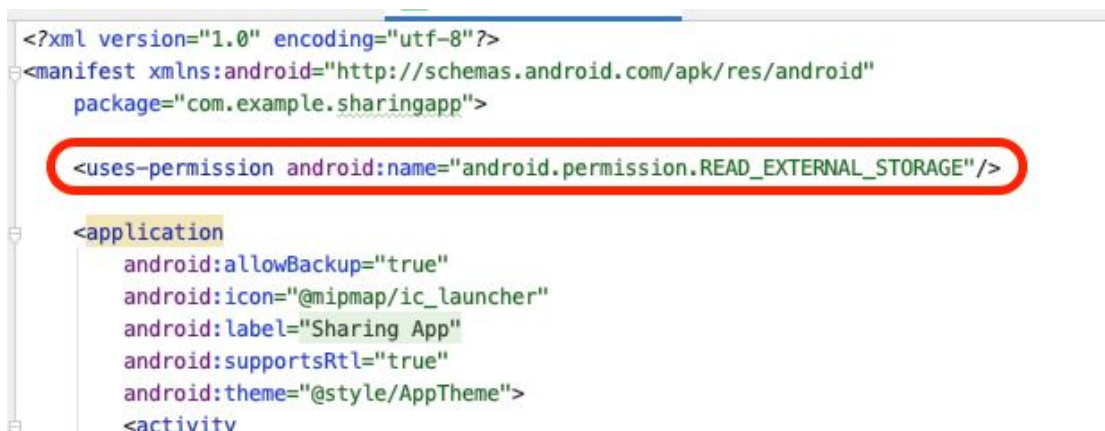 <?xml version="1.0" encoding="utf-8"?>
<manifest xmlns:android="http://schemas.android.com/apk/res/android"
package="com.example.sharingapp">
<uses-permission android:name="android.permission.READ_EXTERNAL_STORAGE"/>
<application
android:allowBackup="true"
android:icon="@mipmap/ic_launcher"
android:label="Sharing App"
android:supportsRtl="true"
android:theme="@style/AppTheme">
<activity